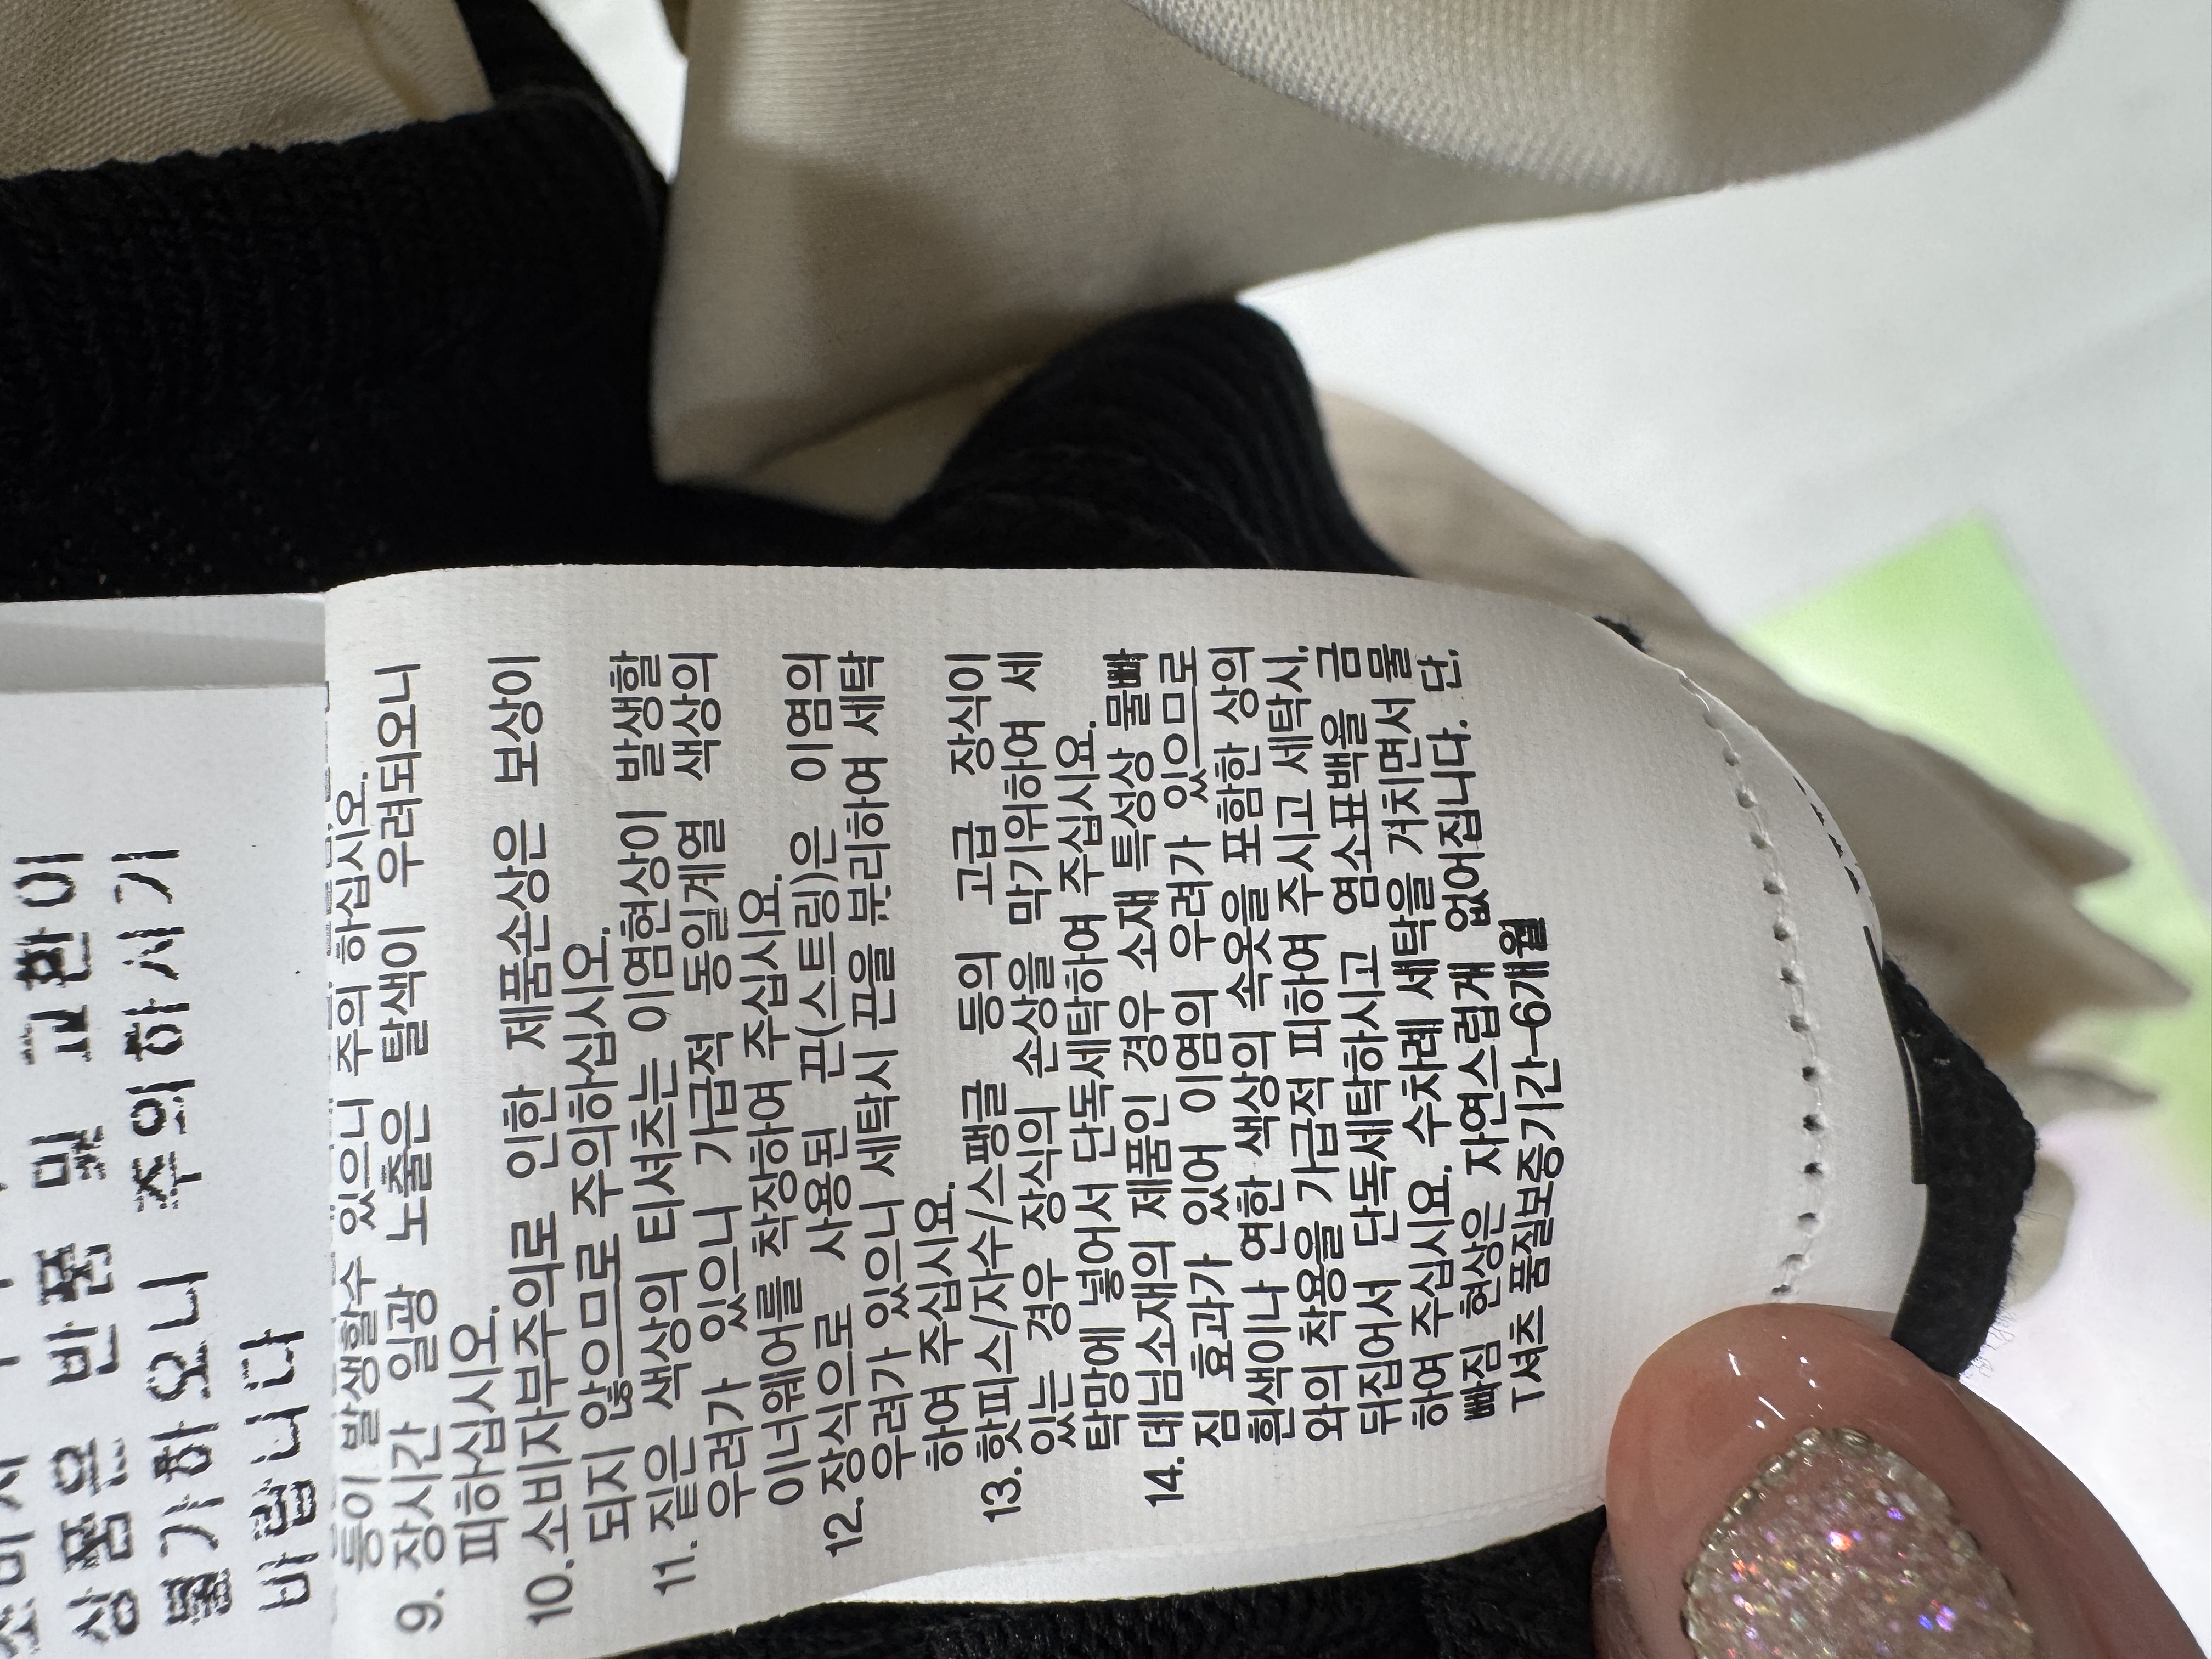 상품은 반품 및 교환이
불가하오니 주의하시기
바랍니다
등이 발생할수 있으니 주의 하십시오.
9. 장시간 일광 노출은 탈색이 우려되오니
피하십시오.
10.소비자부주의로 인한 제품손상은 보상이
되지 않으므로 주의하십시오.
11. 짙은 색상의 티셔츠는 이염현상이 발생할
우려가 있으니 가급적 동일계열 색상의
이너웨어를 착장하여 주십시요.
12.장식으로 사용된 끈(스트링)은 이염의
우려가 있으니 세탁시 끈을 분리하여 세탁
하여 주십시요.
13.핫피스/자수/스팽글 등의 고급 장식이
있는 경우 장식의 손상을 막기위하여 세
탁망에 넣어서 단독세탁하여 주십시요.
14.데님소재의 제품인 경우 소재 특성상 물빠
짐 효과가 있어 이염의 우려가 있으므로
흰색이나 연한 색상의 속옷을 포함한 상의
와의 착용을 가급적 피하여 주시고 세탁시.
뒤집어서 단독세탁하시고 염소표백을 금
하여 주십시요. 수차례 세탁을 거치면서 물
빠짐 현상은 자연스럽게 없어집니다. 단.
T셔츠 품질보증기간-6개월